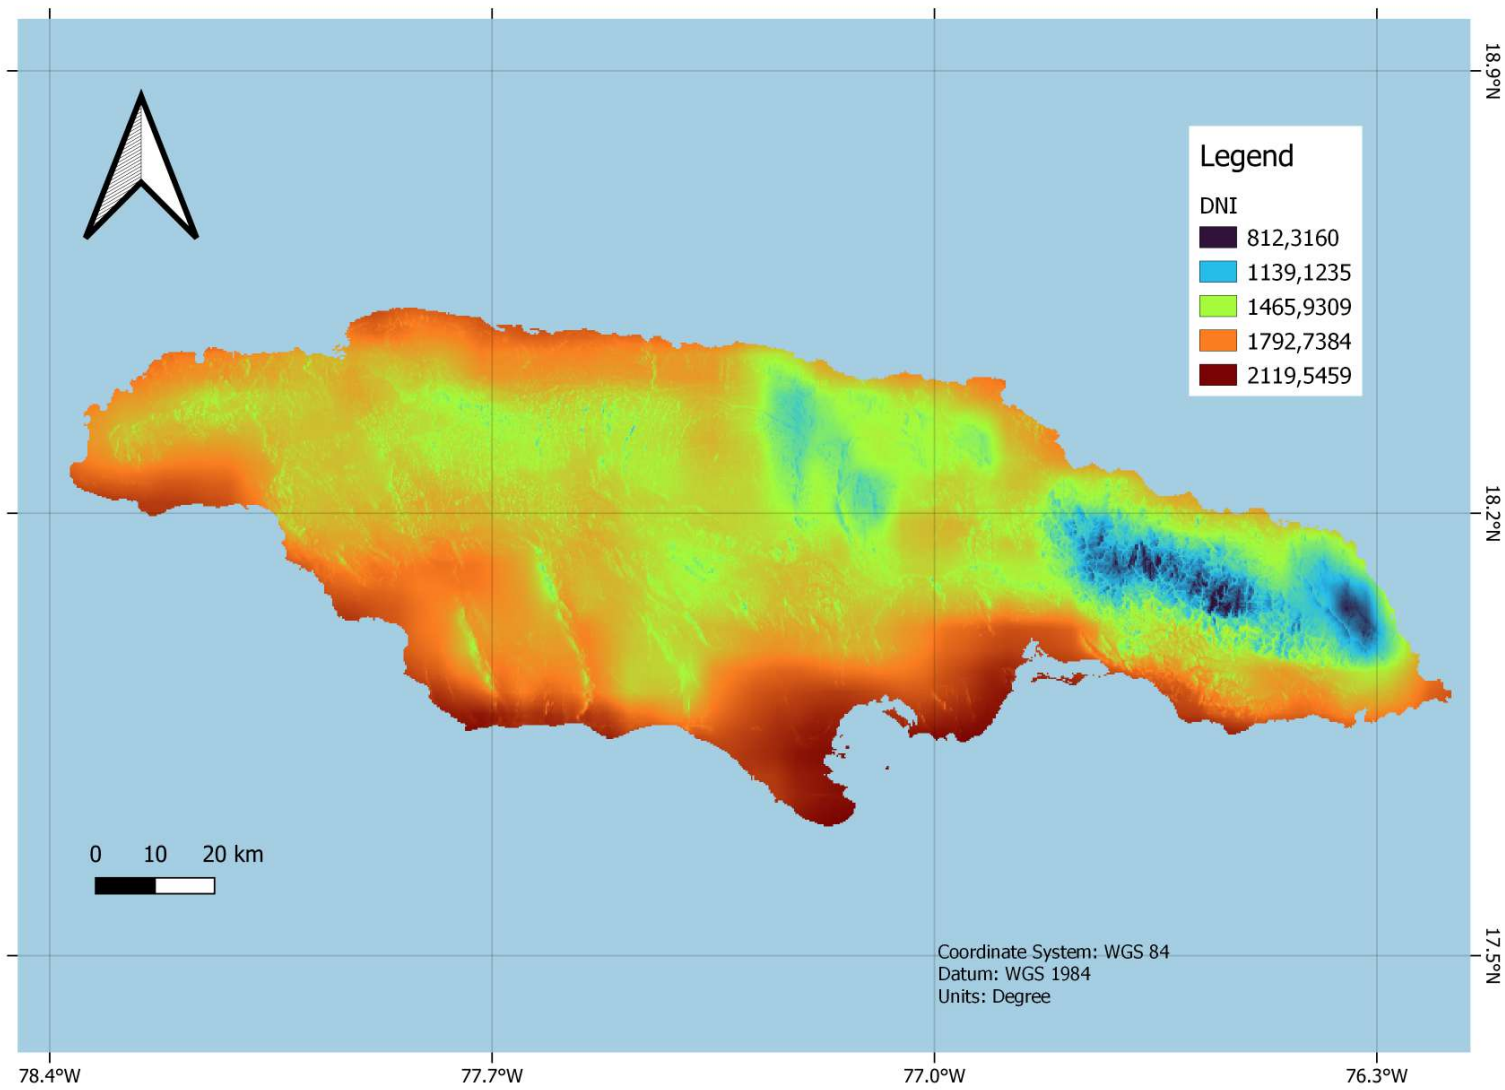 18.9°N
Legend
DNI
812,3160
1139,1235
1465,9309
1792,7384
2119,5459
18.2°N
0 10 20 km
Coordinate System: WGS 84
Datum: WGS 1984
Units: Degree
17.5°N
78.4°W 77.7°W 77.0°W 76.3°W